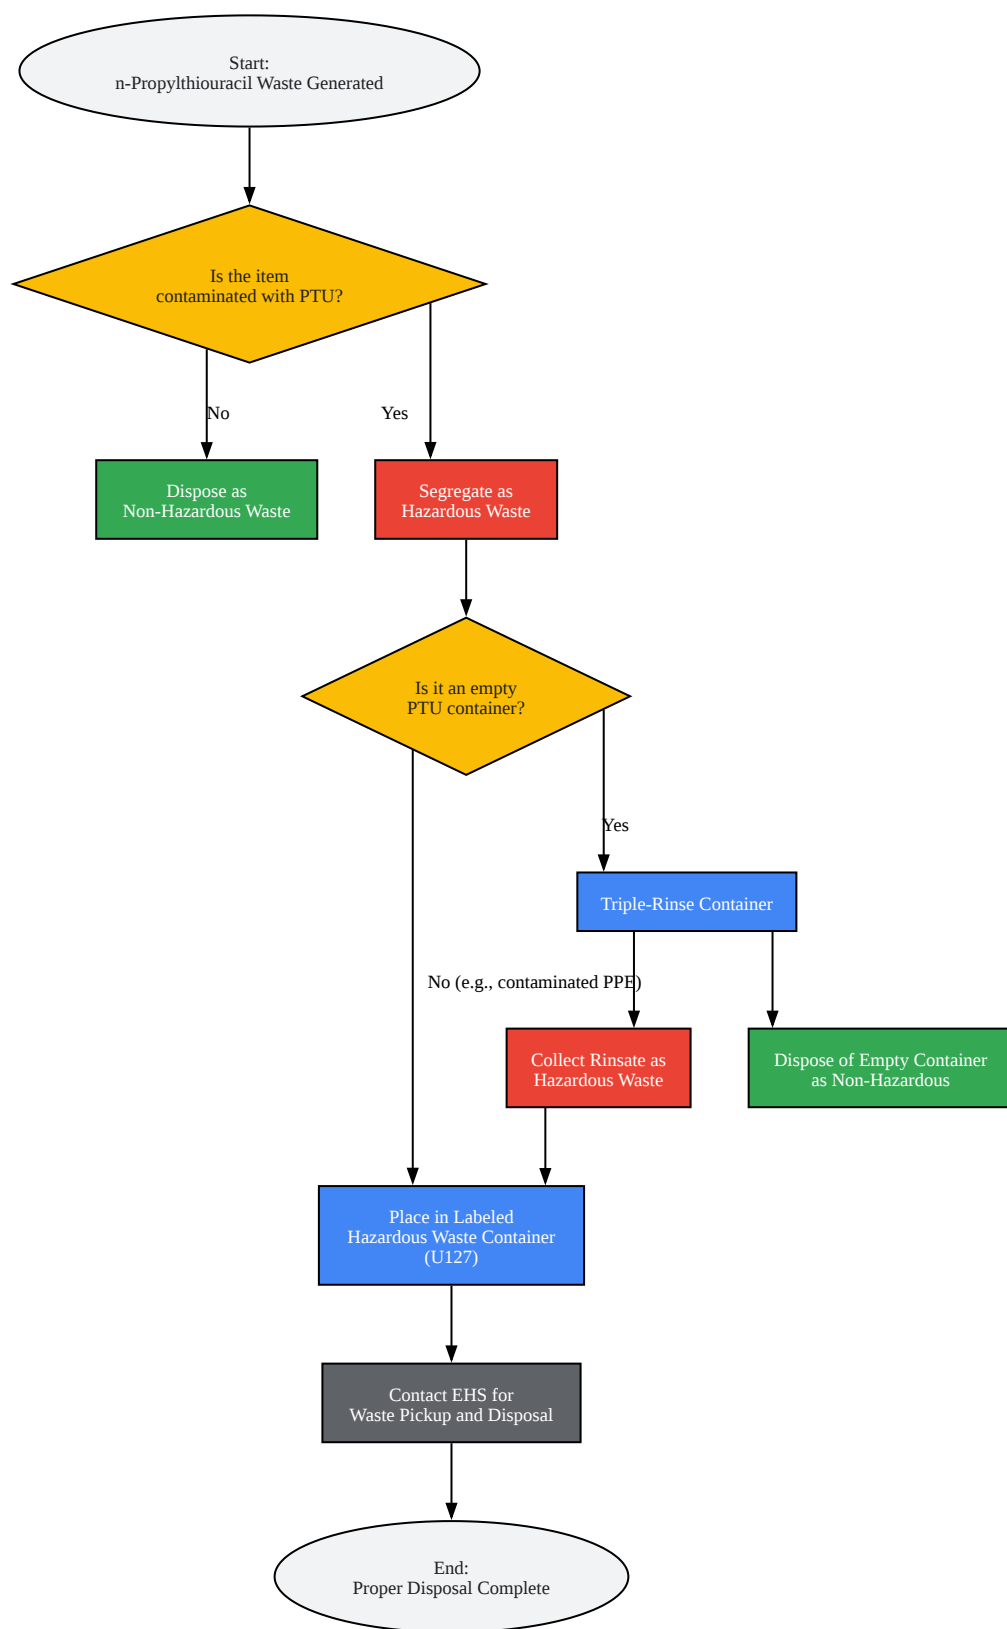 Start:
n-Propylthiouracil Waste Generated
Is the item
contaminated with PTU?
No
Yes
Dispose as
Non-Hazardous Waste
Segregate as
Hazardous Waste
Is it an empty
PTU container?
Yes
Triple-Rinse Container
No (e.g., contaminated PPE)
Collect Rinsate as
Hazardous Waste
Dispose of Empty Container
as Non-Hazardous
Place in Labeled
Hazardous Waste Container
(U127)
Contact EHS for
Waste Pickup and Disposal
End:
Proper Disposal Complete